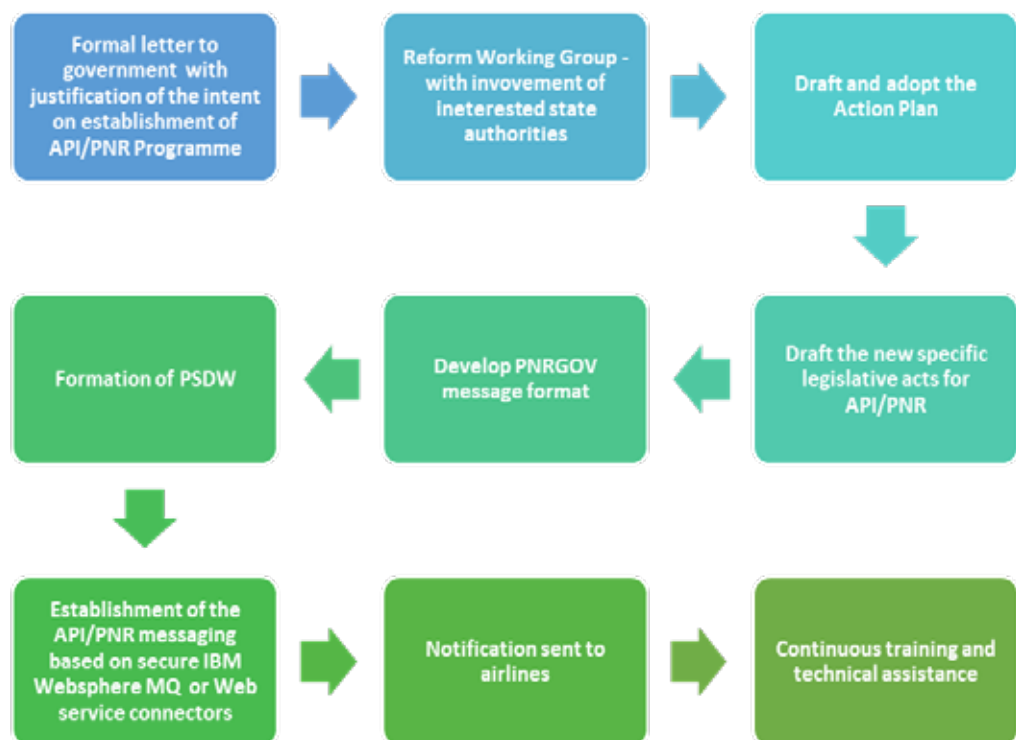 Formal letter to
government with
justification of the intent
on establishment of
API/PNR Programme
Reform Working Group -
with invovement of
ineterested state
authorities
Draft and adopt the
Action Plan
Draft the new specific
legislative acts for
API/PNR
Develop PNRGOV
message format
Formation of PSDW
Establishment of the
API/PNR messaging
based on secure IBM
Websphere MQ or Web
service connectors
Notification sent to
airlines
Continuous training and
technical assistance